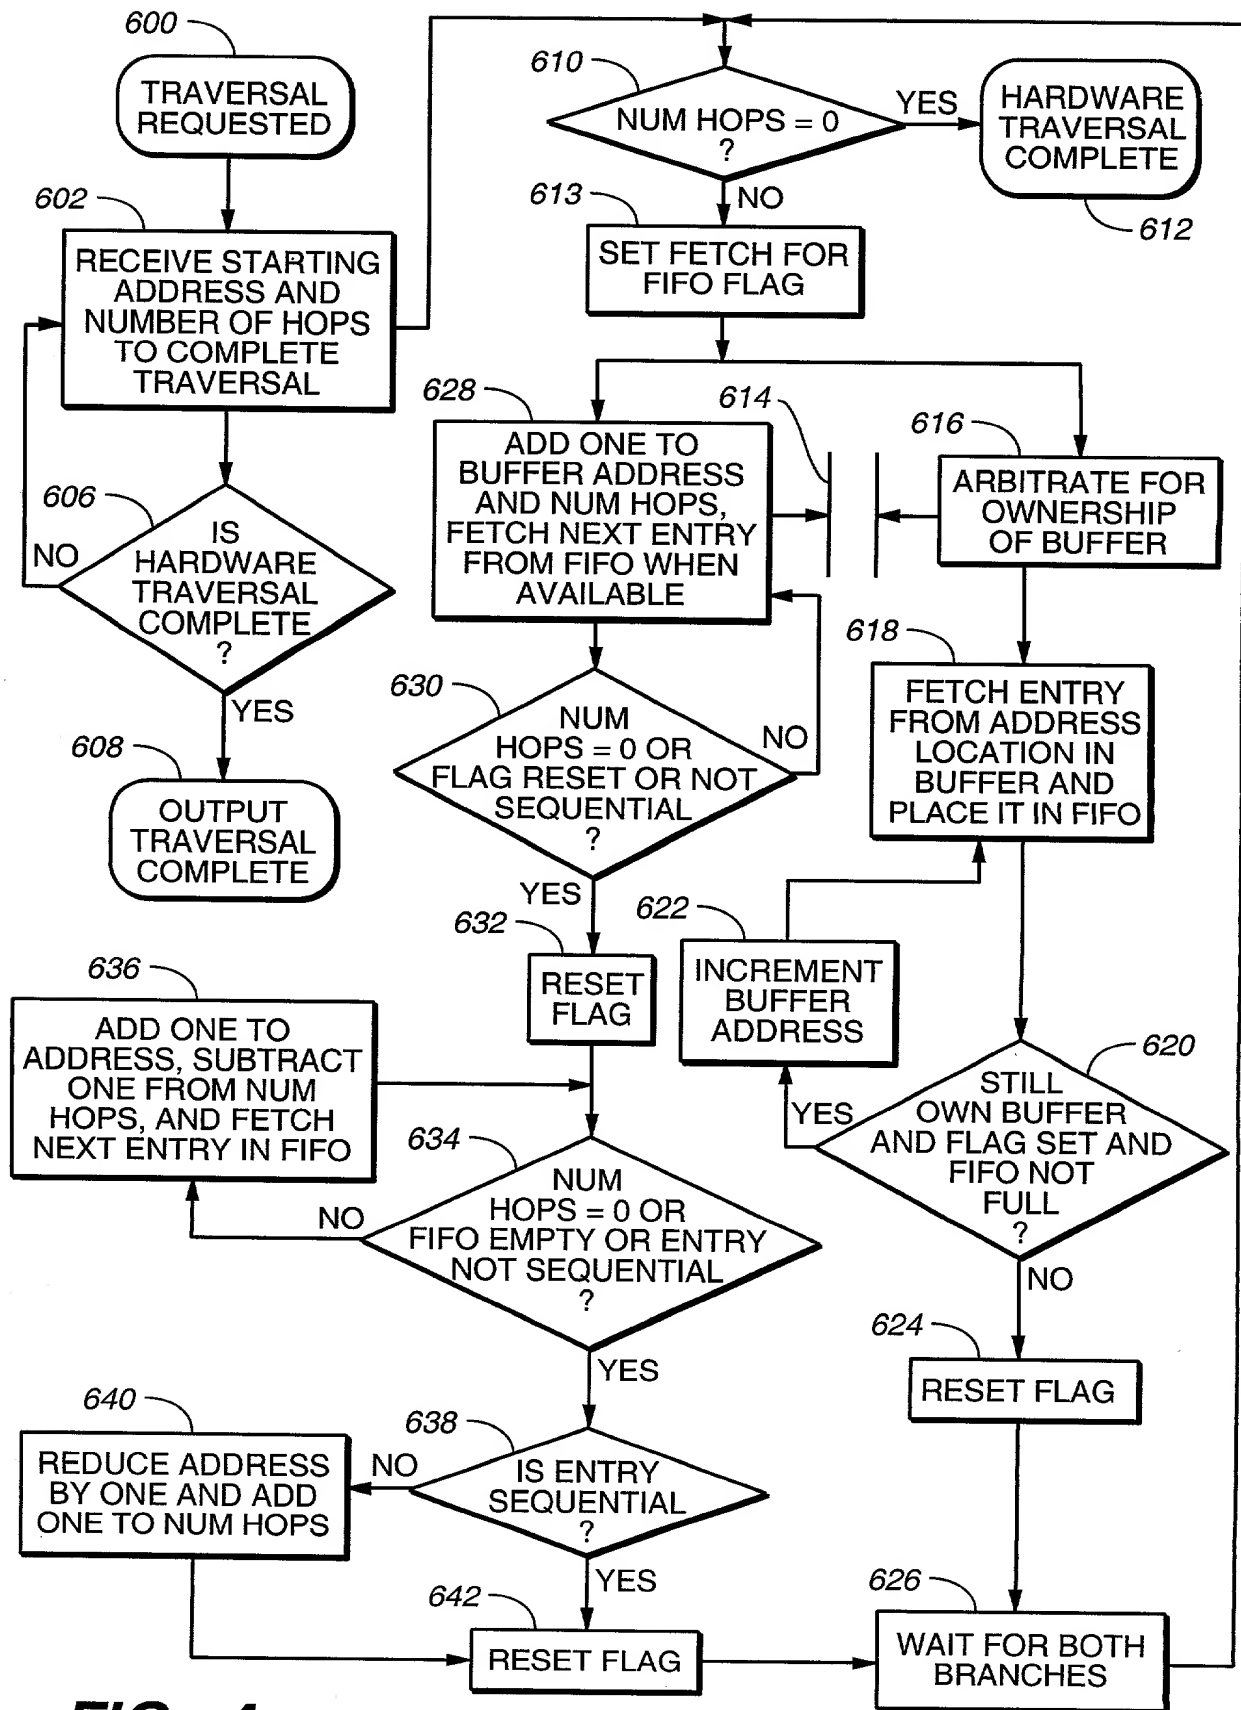 600
TRAVERSAL
REQUESTED
602
RECEIVE STARTING
ADDRESS AND
NUMBER OF HOPS
TO COMPLETE
TRAVERSAL
606
IS
HARDWARE
TRAVERSAL
COMPLETE
?
NO
YES
608
OUTPUT
TRAVERSAL
COMPLETE
610
NUM HOPS = 0
?
YES
HARDWARE
TRAVERSAL
COMPLETE
612
NO
613
SET FETCH FOR
FIFO FLAG
628
ADD ONE TO
BUFFER ADDRESS
AND NUM HOPS,
FETCH NEXT ENTRY
FROM FIFO WHEN
AVAILABLE
614
616
ARBITRATE FOR
OWNERSHIP
OF BUFFER
618
FETCH ENTRY
FROM ADDRESS
LOCATION IN
BUFFER AND
PLACE IT IN FIFO
630
NUM
HOPS = 0 OR
FLAG RESET OR NOT
SEQUENTIAL
?
NO
YES
632
RESET
FLAG
622
INCREMENT
BUFFER
ADDRESS
620
STILL
OWN BUFFER
AND FLAG SET AND
FIFO NOT
FULL
?
YES
NO
636
ADD ONE TO
ADDRESS, SUBTRACT
ONE FROM NUM
HOPS, AND FETCH
NEXT ENTRY IN FIFO
634
NUM
HOPS = 0 OR
FIFO EMPTY OR ENTRY
NOT SEQUENTIAL
?
NO
YES
624
RESET FLAG
638
IS ENTRY
SEQUENTIAL
?
NO
YES
640
REDUCE ADDRESS
BY ONE AND ADD
ONE TO NUM HOPS
642
RESET FLAG
626
WAIT FOR BOTH
BRANCHES